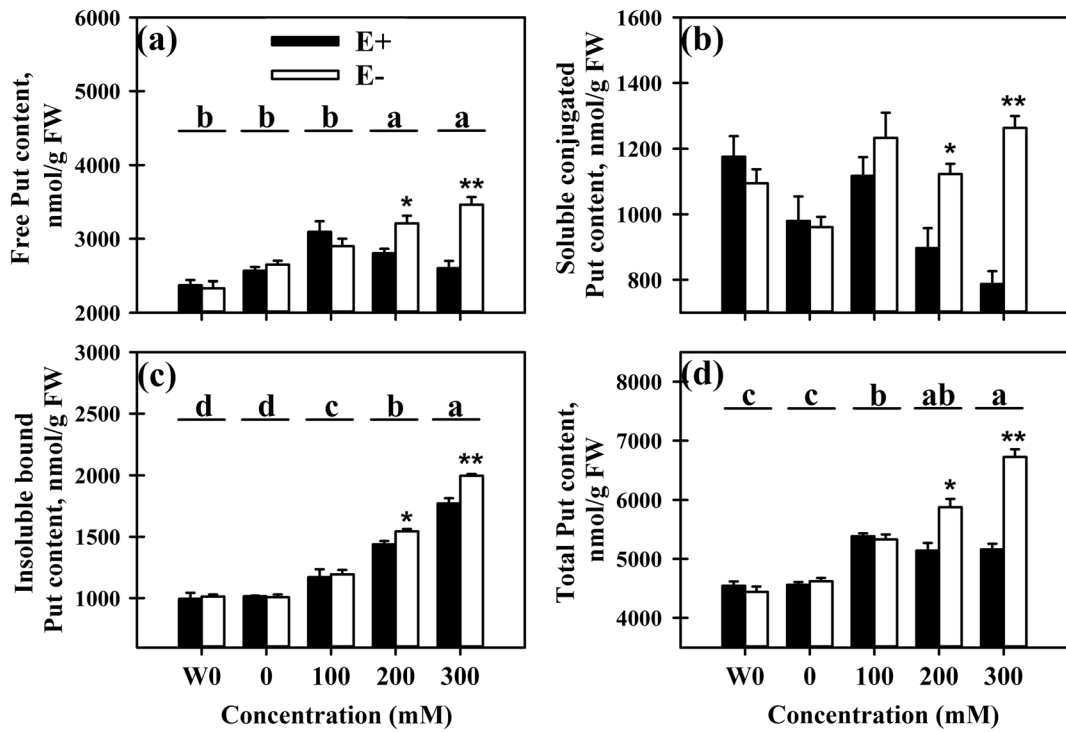 (a)
E+
E-
Free Put content,
nmol/g FW
6000
5000
4000
3000
2000
b b b a a
*
**
(b)
Soluble conjugated
Put content, nmol/g FW
1600
1400
1200
1000
800
*
**
(c)
Insoluble bound
Put content, nmol/g FW
3000
2500
2000
1500
1000
d d c b a
*
**
W0 0 100 200 300
Concentration (mM)
(d)
Total Put content,
nmol/g FW
8000
7000
6000
5000
4000
c c b ab a
*
**
W0 0 100 200 300
Concentration (mM)